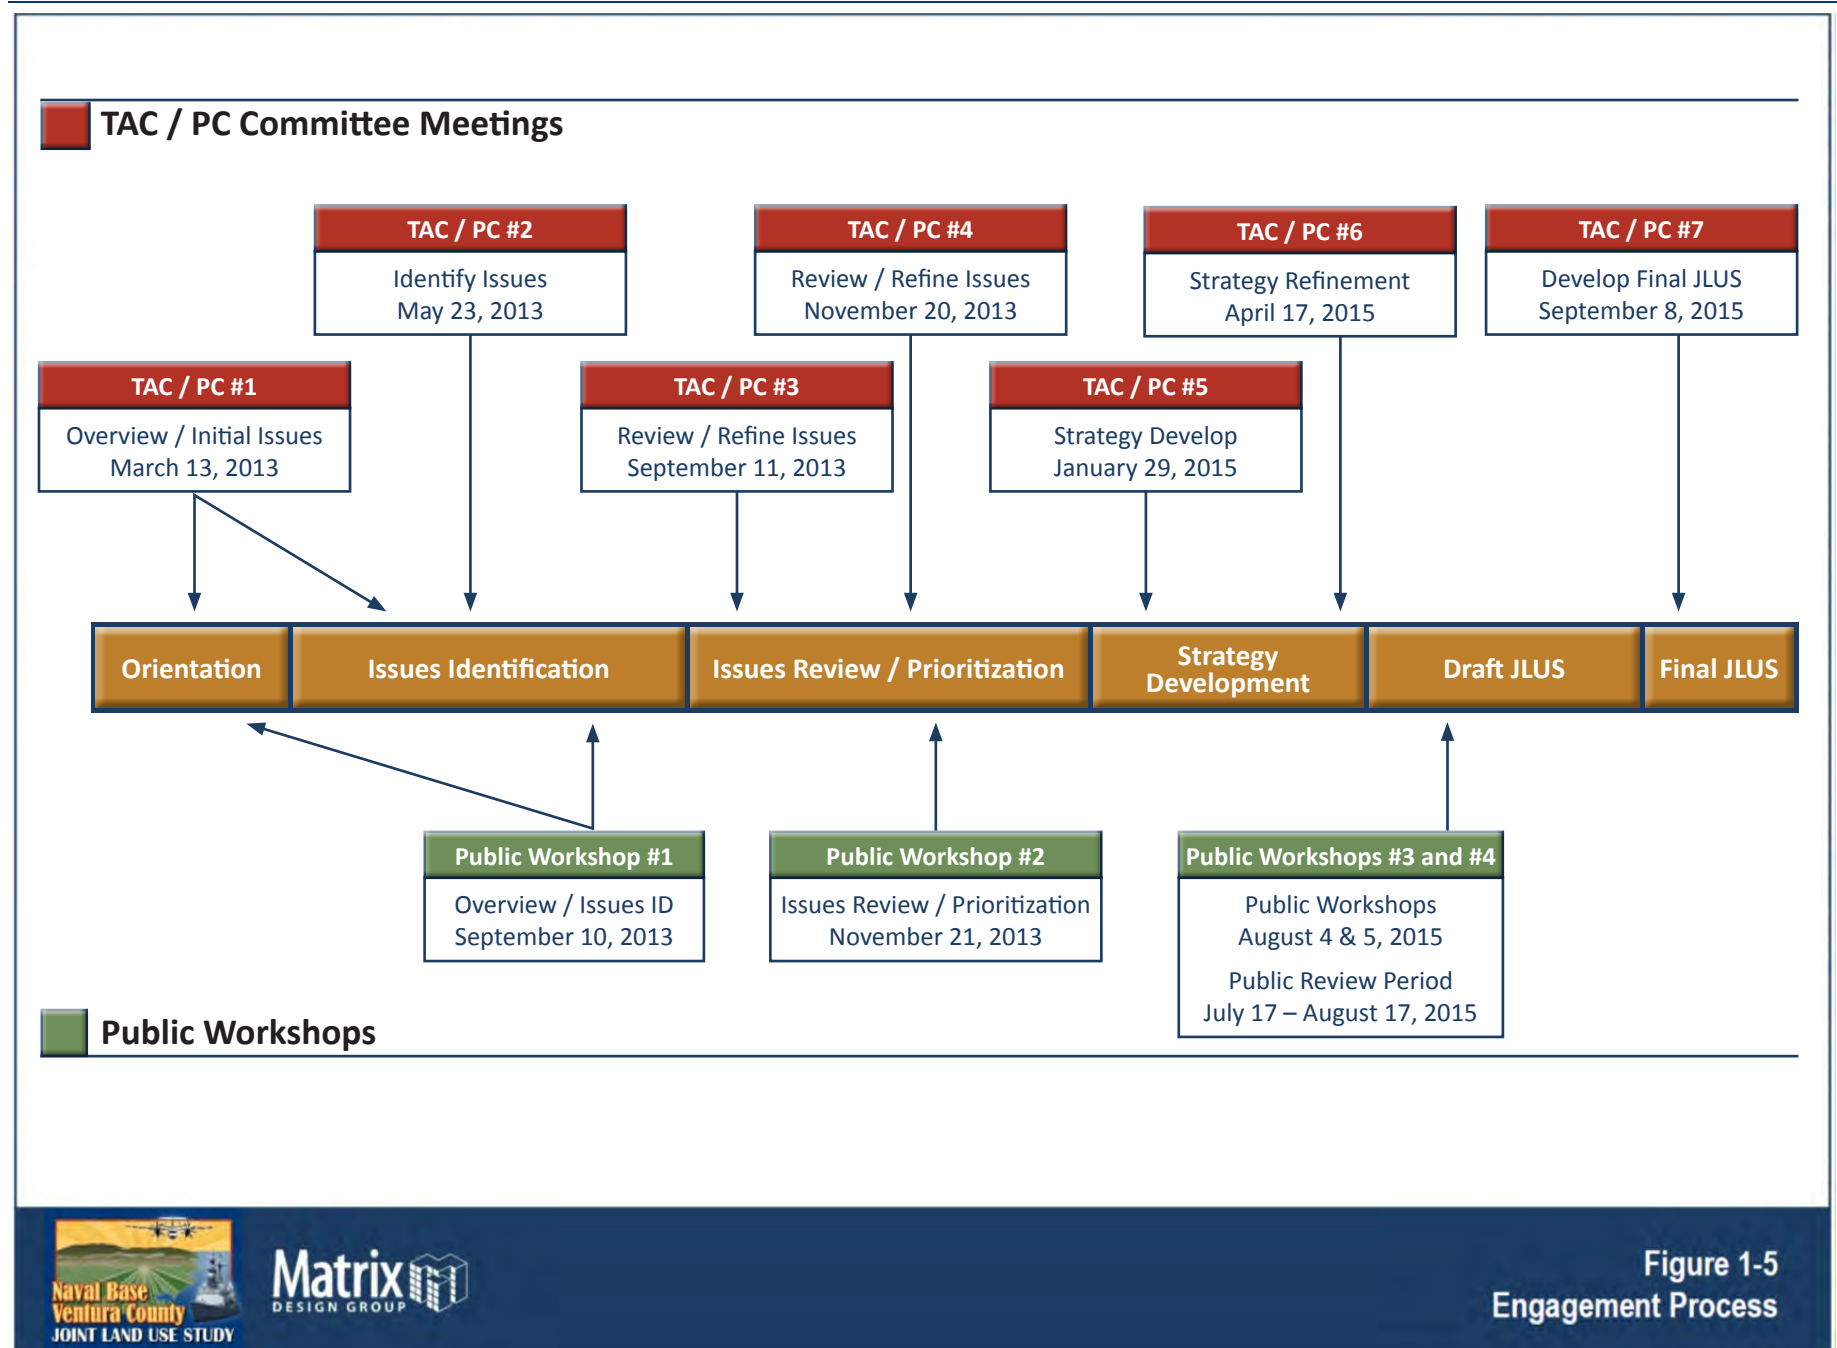 TAC / PC Committee Meetings
TAC / PC #2
Identify Issues
May 23, 2013
TAC / PC #4
Review / Refine Issues
November 20, 2013
TAC / PC #6
Strategy Refinement
April 17, 2015
TAC / PC #7
Develop Final JLUS
September 8, 2015
TAC / PC #1
Overview / Initial Issues
March 13, 2013
TAC / PC #3
Review / Refine Issues
September 11, 2013
TAC / PC #5
Strategy Develop
January 29, 2015
Orientation
Issues Identification
Issues Review / Prioritization
Strategy
Development
Draft JLUS
Final JLUS
Public Workshop #1
Overview / Issues ID
September 10, 2013
Public Workshop #2
Issues Review / Prioritization
November 21, 2013
Public Workshops #3 and #4
Public Workshops
August 4 & 5, 2015
Public Review Period
July 17 – August 17, 2015
Public Workshops
Naval Base
Ventura County
JOINT LAND USE STUDY
Matrix
DESIGN GROUP
Figure 1-5
Engagement Process